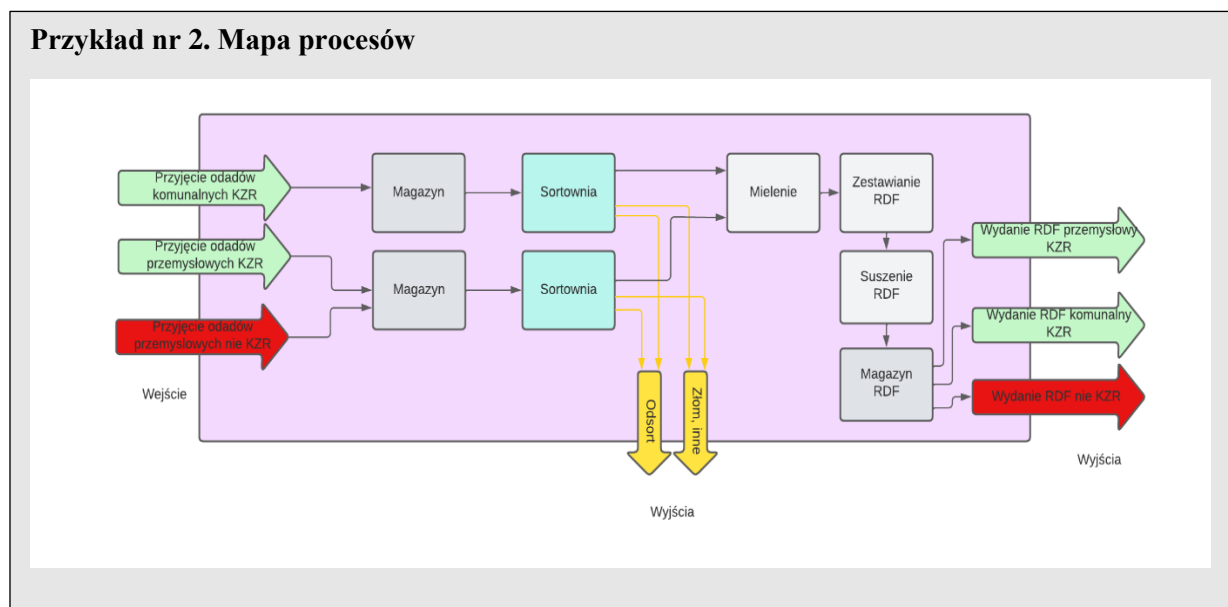 Przykład nr 2. Mapa procesów
Przyjęcie odadów
komunalnych KZR
Przyjęcie odadów
przemysłowych KZR
Przyjęcie odadów
przemyslowych nie KZR
Wejście
Magazyn
Sortownia
Magazyn
Sortownia
Mielenie
Zestawianie
RDF
Suszenie
RDF
Magazyn
RDF
Odsort
Złom, inne
Wyjścia
Wydanie RDF przemysłowy
KZR
Wydanie RDF komunalny
KZR
Wydanie RDF nie KZR
Wyjścia